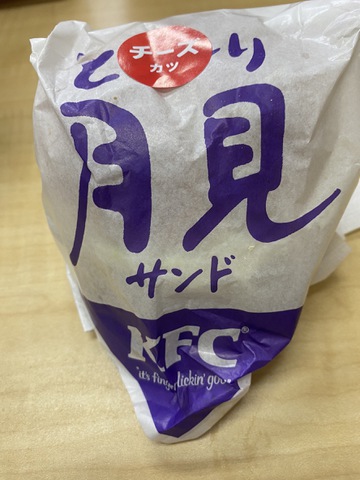 とろ〜り
チーズ
カツ
月見
サンド
KFC®
"it's finger lickin' good"